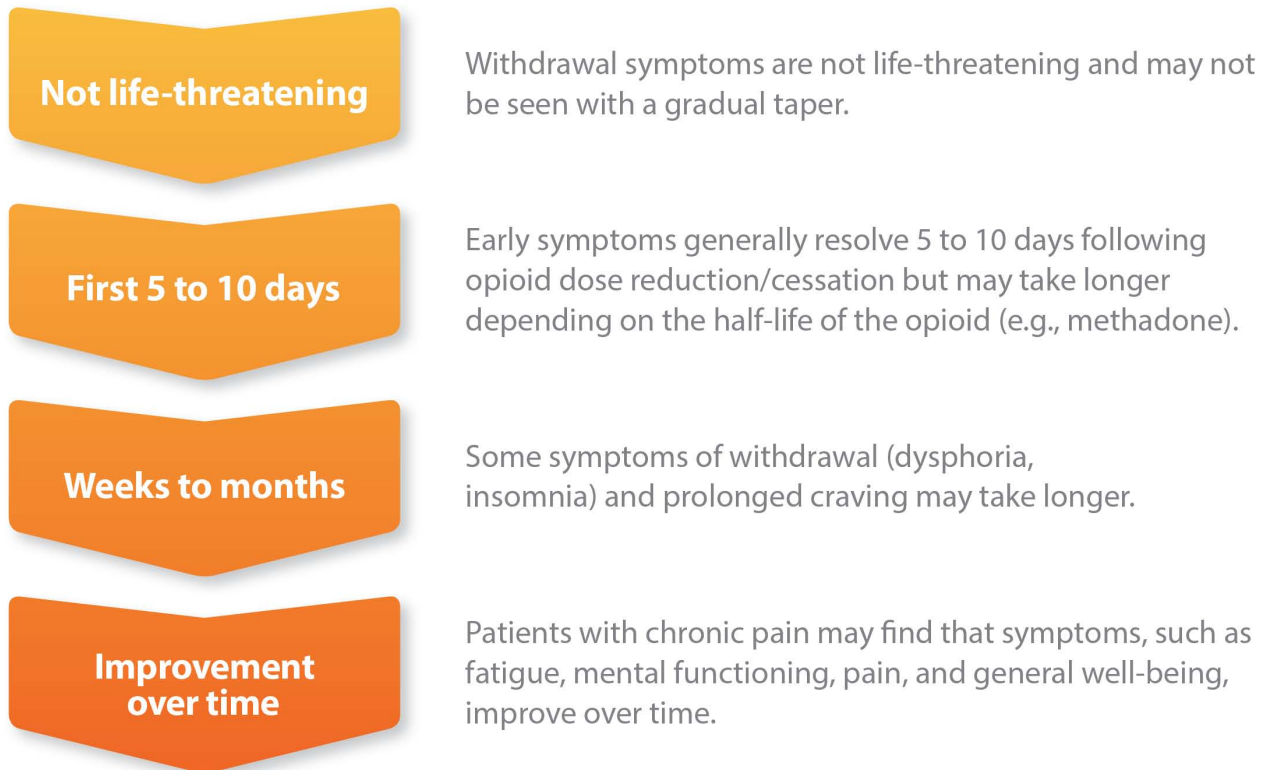 Not life-threatening
Withdrawal symptoms are not life-threatening and may not
be seen with a gradual taper.
First 5 to 10 days
Early symptoms generally resolve 5 to 10 days following
opioid dose reduction/cessation but may take longer
depending on the half-life of the opioid (e.g., methadone).
Weeks to months
Some symptoms of withdrawal (dysphoria,
insomnia) and prolonged craving may take longer.
Improvement
over time
Patients with chronic pain may find that symptoms, such as
fatigue, mental functioning, pain, and general well-being,
improve over time.